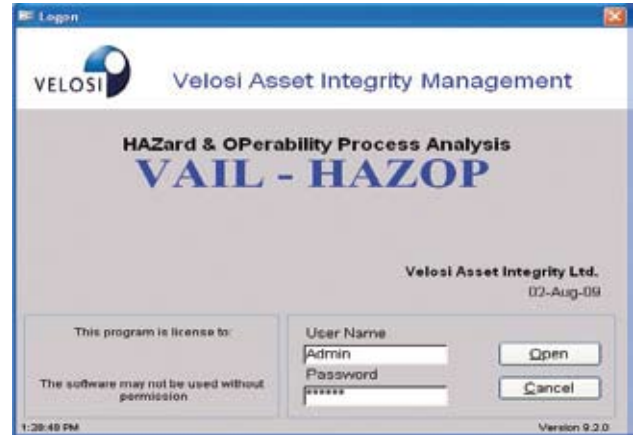 Logon
VELOSI
Velosi Asset Integrity Management
HAZard & OPerability Process Analysis
VAIL - HAZOP
Velosi Asset Integrity Ltd.
02-Aug-09
This program is license to:
The software may not be used without
permission
User Name
Admin
Password
******
Open
Cancel
1:28:48 PM
Version 9.2.0